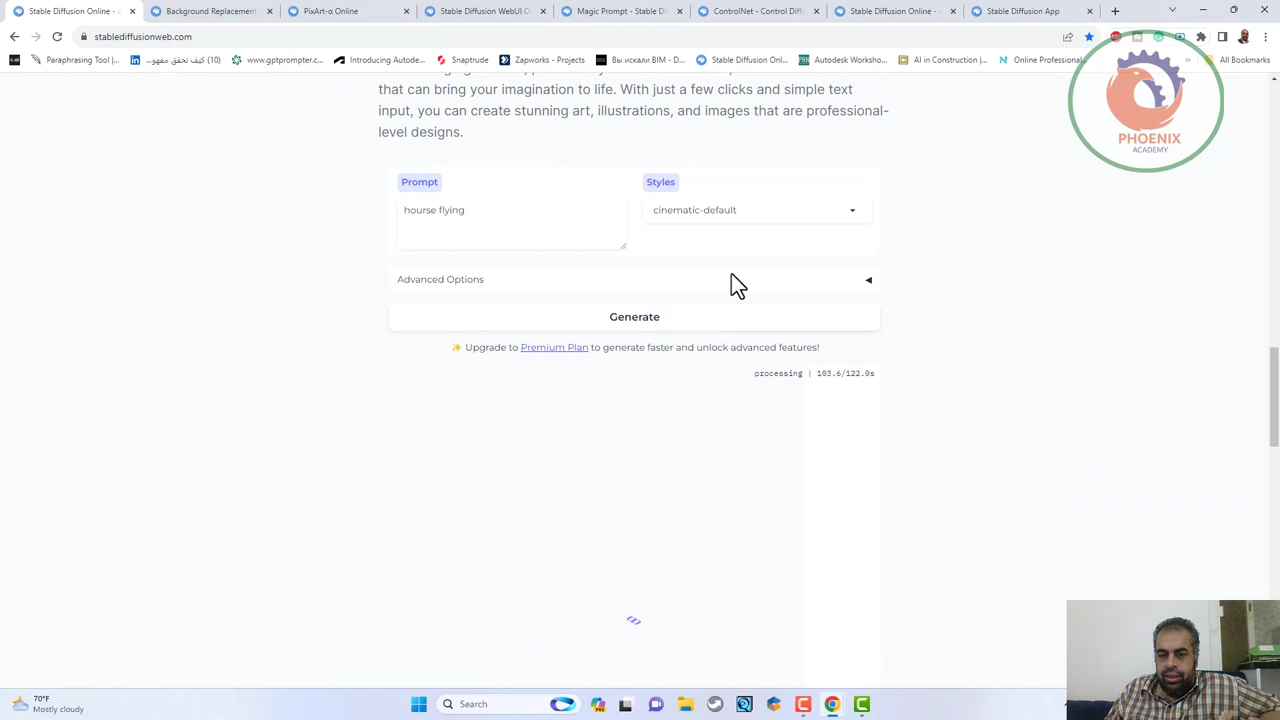 Stable Diffusion Online - A
Background Replacement
PixArt-α Online
Stable Diffusion WebUI O
Magic Prompt - Stable Dif
ControlNet - Control Diffu
Stable Diffusion Online -
Stable Diffusion App
stablediffusionweb.com
Paraphrasing Tool |...
(10) كيف تحقق مفهو...
www.gptprompter.c...
Introducing Autode...
Snaptrude
Zapworks - Projects
Вы искали BIM - D...
Stable Diffusion Onl...
Autodesk Worksho...
AI in Construction |...
Online Professional...
All Bookmarks
that can bring your imagination to life. With just a few clicks and simple text
input, you can create stunning art, illustrations, and images that are professional-
level designs.
PHOENIX
ACADEMY
Prompt
Styles
hourse flying
cinematic-default
Advanced Options
Generate
✨ Upgrade to Premium Plan to generate faster and unlock advanced features!
processing | 103.6/122.0s
70°F
Mostly cloudy
Search